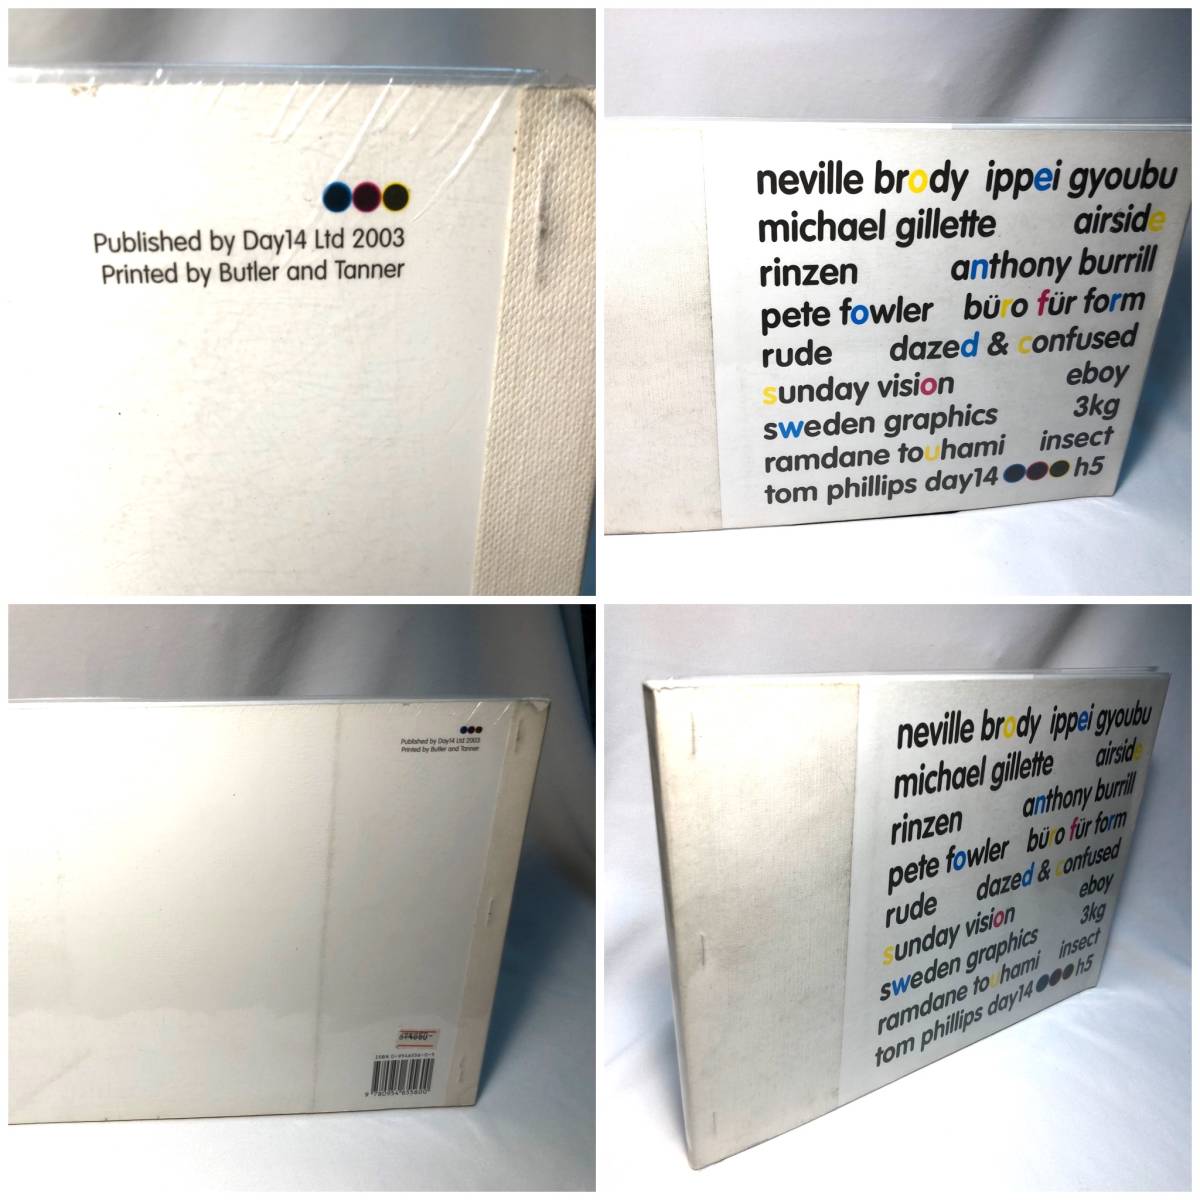 Published by Day14 Ltd 2003
Printed by Butler and Tanner
neville brody ippei gyoubu
michael gillette airside
rinzen anthony burrill
pete fowler büro für form
rude dazed & confused
sunday vision eboy
sweden graphics 3kg
ramdane touhami insect
tom phillips day14 h5
Published by Day14 Ltd 2003
Printed by Butler and Tanner
ISBN
neville brody ippei gyoubu
michael gillette airside
rinzen anthony burrill
pete fowler büro für form
rude dazed & confused
sunday vision eboy
sweden graphics 3kg
ramdane touhami insect
tom phillips day14 h5